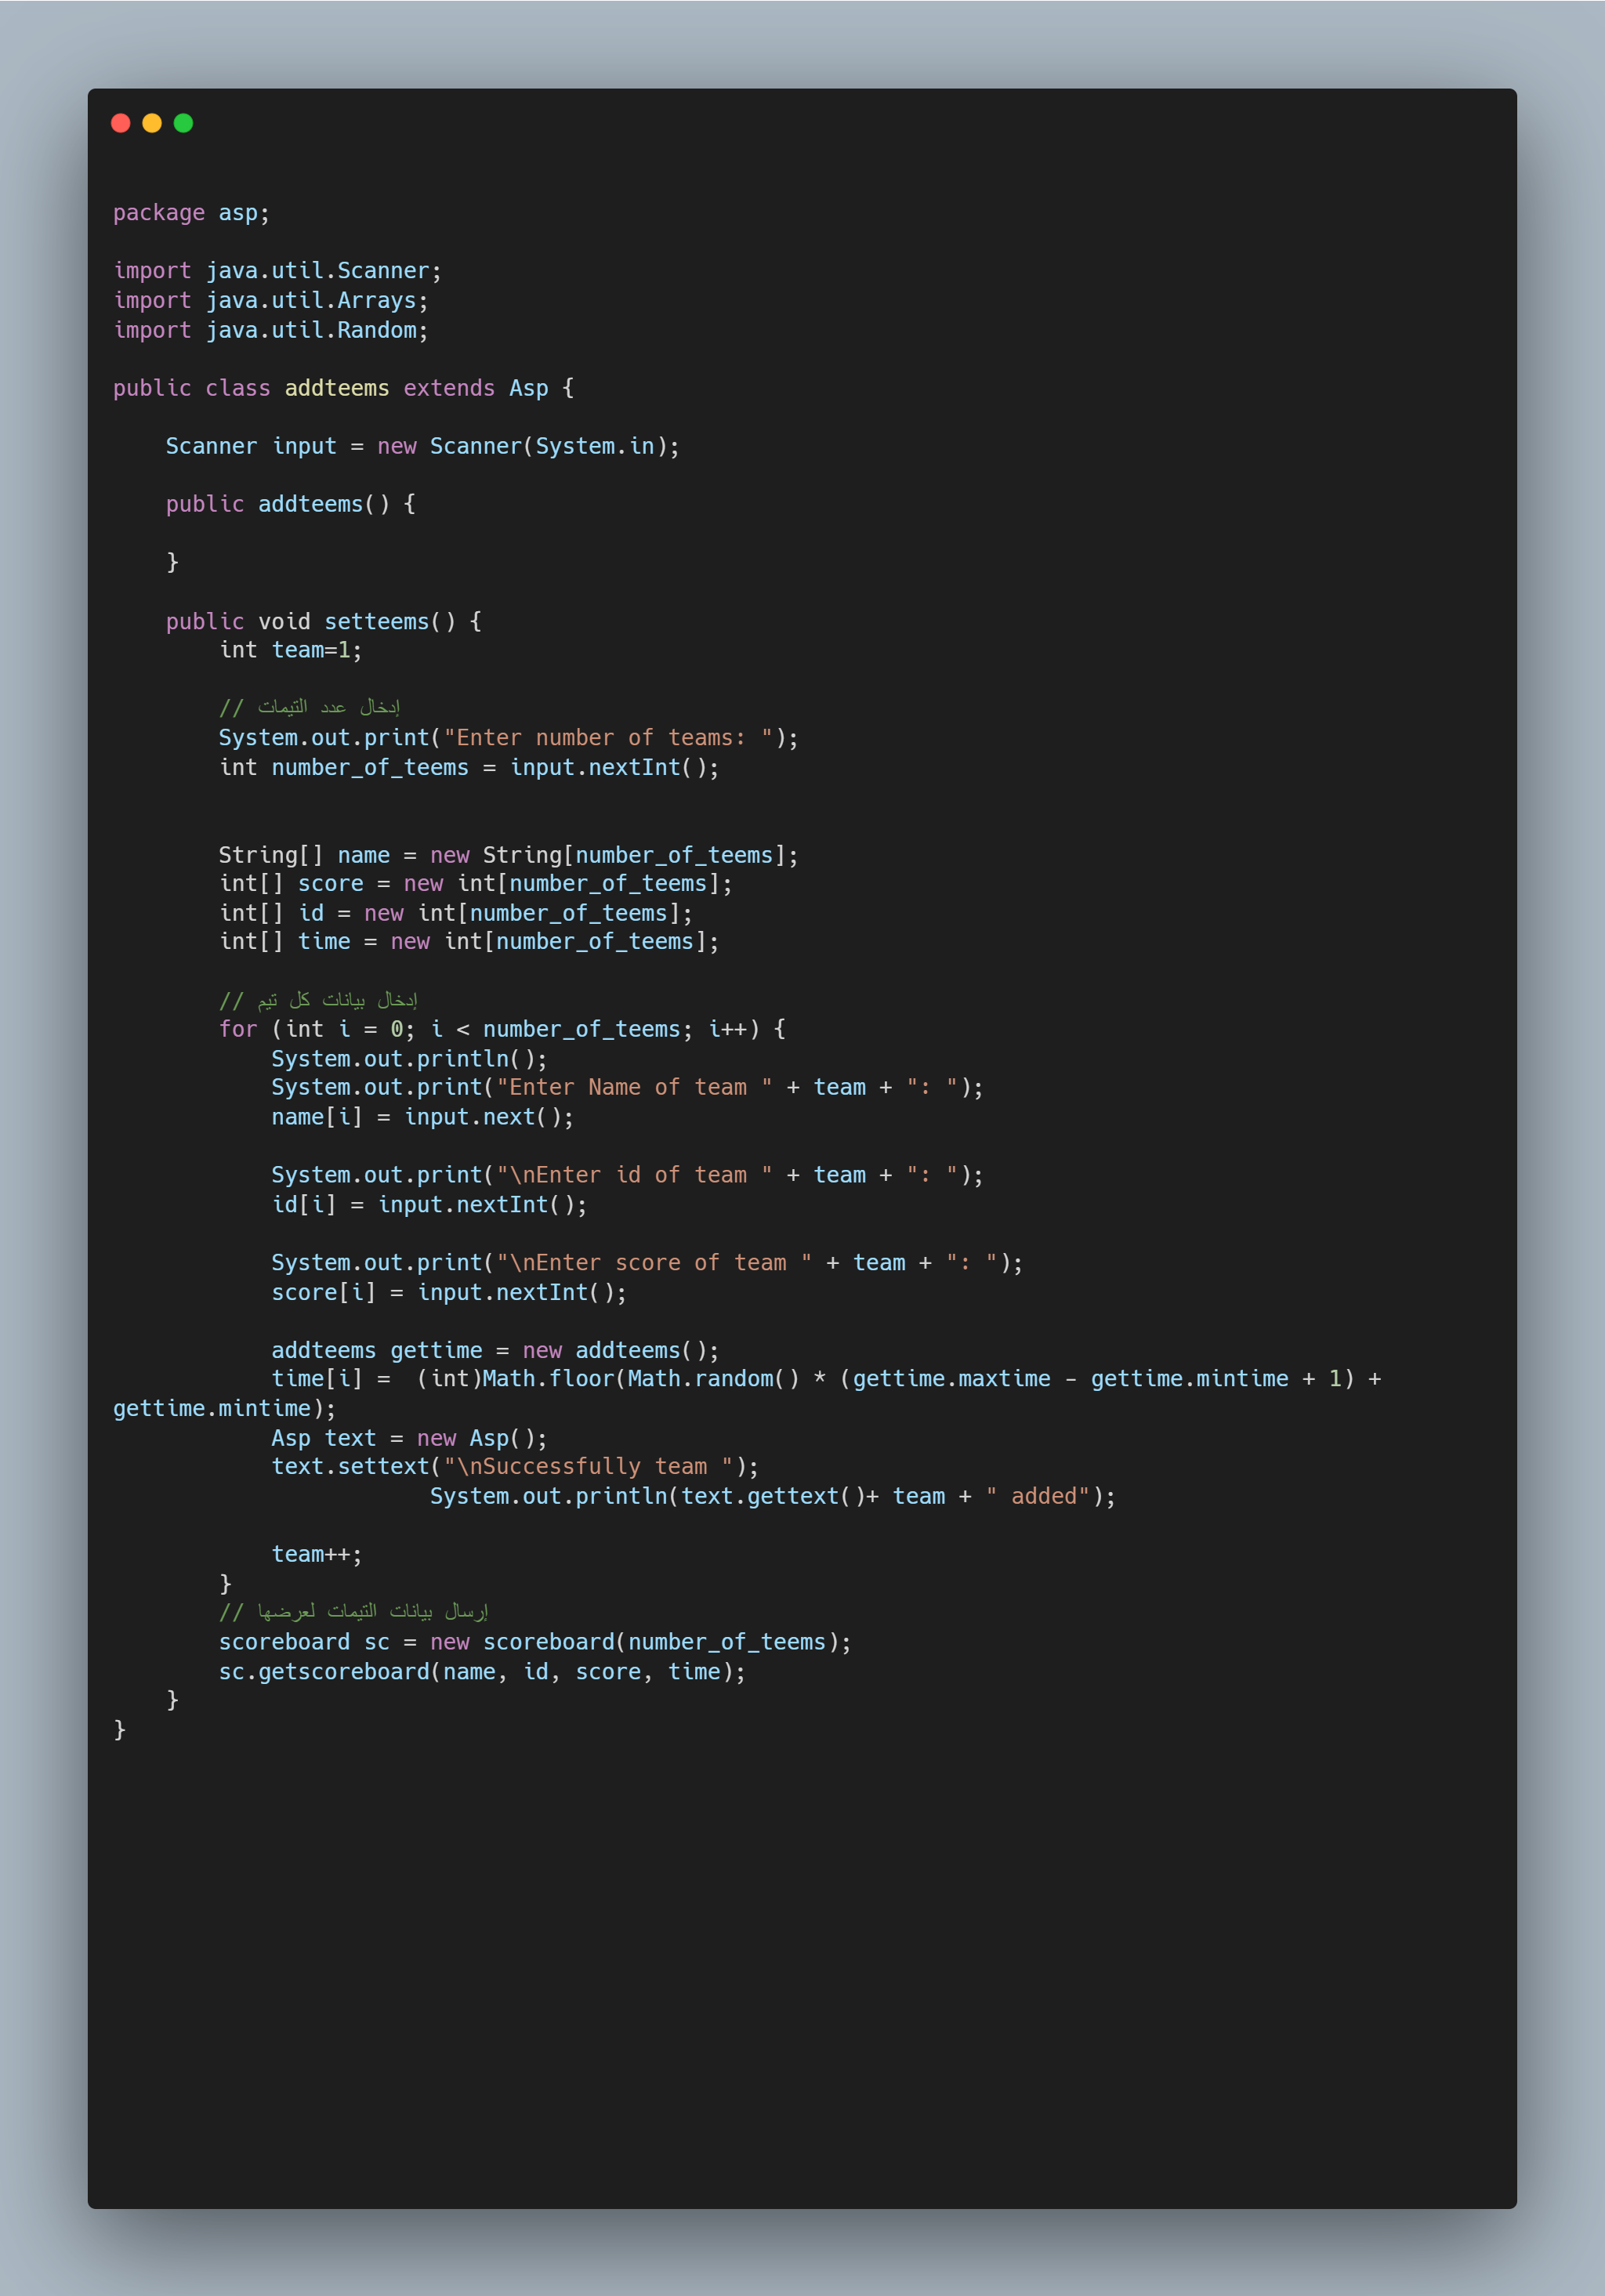 package asp;
import java.util.Scanner;
import java.util.Arrays;
import java.util.Random;
public class addteems extends Asp {
    Scanner input = new Scanner(System.in);
    public addteems() {
    }
    public void setteems() {
        int team=1;
        // إدخال عدد التيمات
        System.out.print("Enter number of teams: ");
        int number_of_teems = input.nextInt();
        String[] name = new String[number_of_teems];
        int[] score = new int[number_of_teems];
        int[] id = new int[number_of_teems];
        int[] time = new int[number_of_teems];
        // إدخال بيانات كل تيم
        for (int i = 0; i < number_of_teems; i++) {
            System.out.println();
            System.out.print("Enter Name of team " + team + ": ");
            name[i] = input.next();
            System.out.print("\nEnter id of team " + team + ": ");
            id[i] = input.nextInt();
            System.out.print("\nEnter score of team " + team + ": ");
            score[i] = input.nextInt();
            addteems gettime = new addteems();
            time[i] =  (int)Math.floor(Math.random() * (gettime.maxtime - gettime.mintime + 1) +
gettime.mintime);
            Asp text = new Asp();
            text.settext("\nSuccessfully team ");
                        System.out.println(text.gettext()+ team + " added");
            team++;
        }
        // إرسال بيانات التيمات لعرضها
        scoreboard sc = new scoreboard(number_of_teems);
        sc.getscoreboard(name, id, score, time);
    }
}